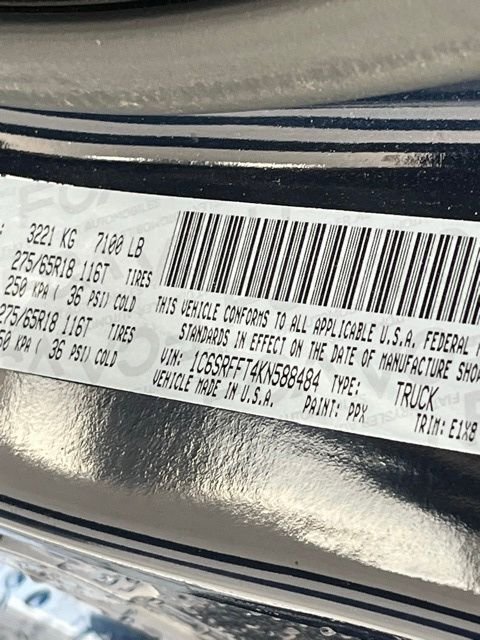 3221 KG 7100 LB
275/65R18 116T TIRES
250 KPA( 36 PSI) COLD
275/65R18 116T TIRES
KPA( 36 PSI) COLD
THIS VEHICLE CONFORMS TO ALL APPLICABLE U.S.A. FEDERAL
STANDARDS IN EFFECT ON THE DATE OF MANUFACTURE
VIN: 1C6SRFFT4KN588484 TYPE: TRUCK
VEHICLE MADE IN U.S.A. PAINT: PPX TRIM: E1X8